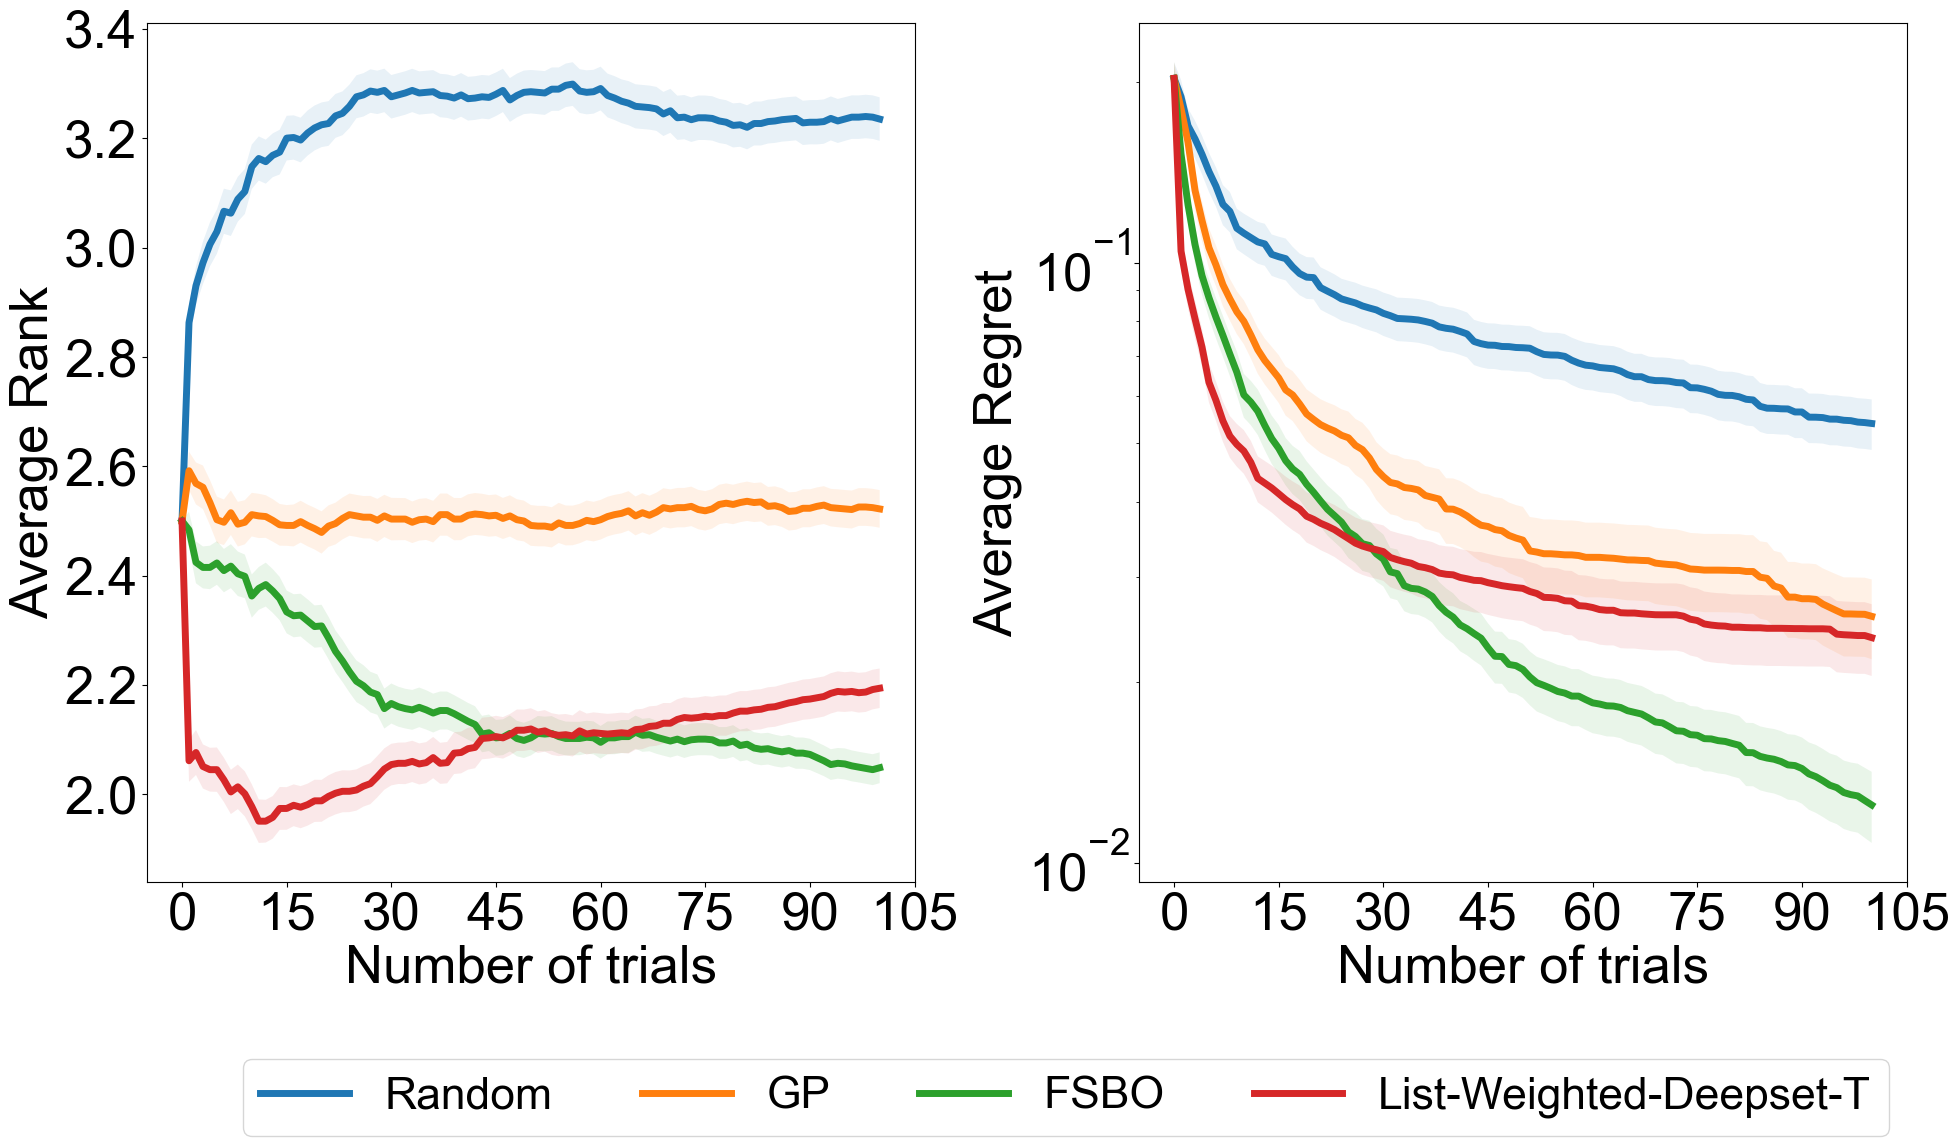 3.4
3.2
3.0
2.8
2.6
2.4
2.2
2.0
Average Rank
0 15 30 45 60 75 90 105
Number of trials
10⁻¹
10⁻²
Average Regret
0 15 30 45 60 75 90 105
Number of trials
Random GP FSBO List-Weighted-Deepset-T